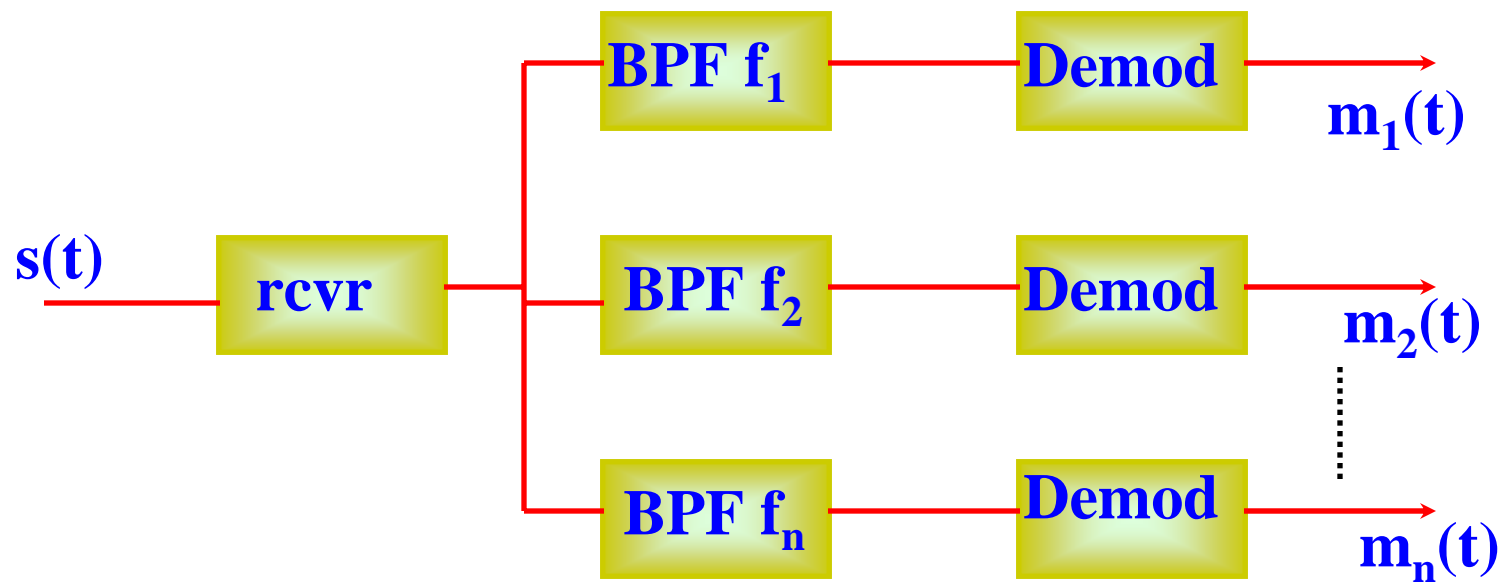 BPF f₁ Demod
m₁(t)
s(t)
rcvr BPF f₂ Demod
m₂(t)
BPF fₙ Demod
mₙ(t)